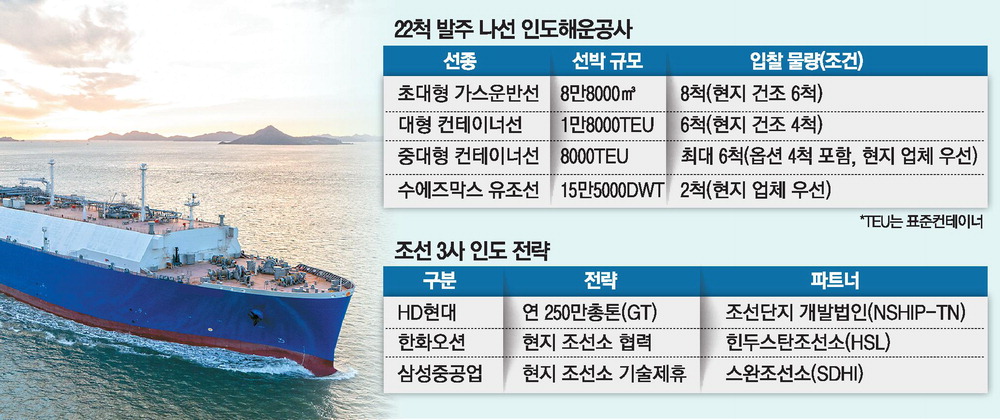 22척 발주 나선 인도해운공사
선종 선박 규모 입찰 물량(조건)
초대형 가스운반선 8만8000㎥ 8척(현지 건조 6척)
대형 컨테이너선 1만8000TEU 6척(현지 건조 4척)
중대형 컨테이너선 8000TEU 최대 6척(옵션 4척 포함, 현지 업체 우선)
수에즈막스 유조선 15만5000DWT 2척(현지 업체 우선)
*TEU는 표준컨테이너
조선 3사 인도 전략
구분 전략 파트너
HD현대 연 250만총톤(GT) 조선단지 개발법인(NSHIP-TN)
한화오션 현지 조선소 협력 힌두스탄조선소(HSL)
삼성중공업 현지 조선소 기술제휴 스완조선소(SDHI)